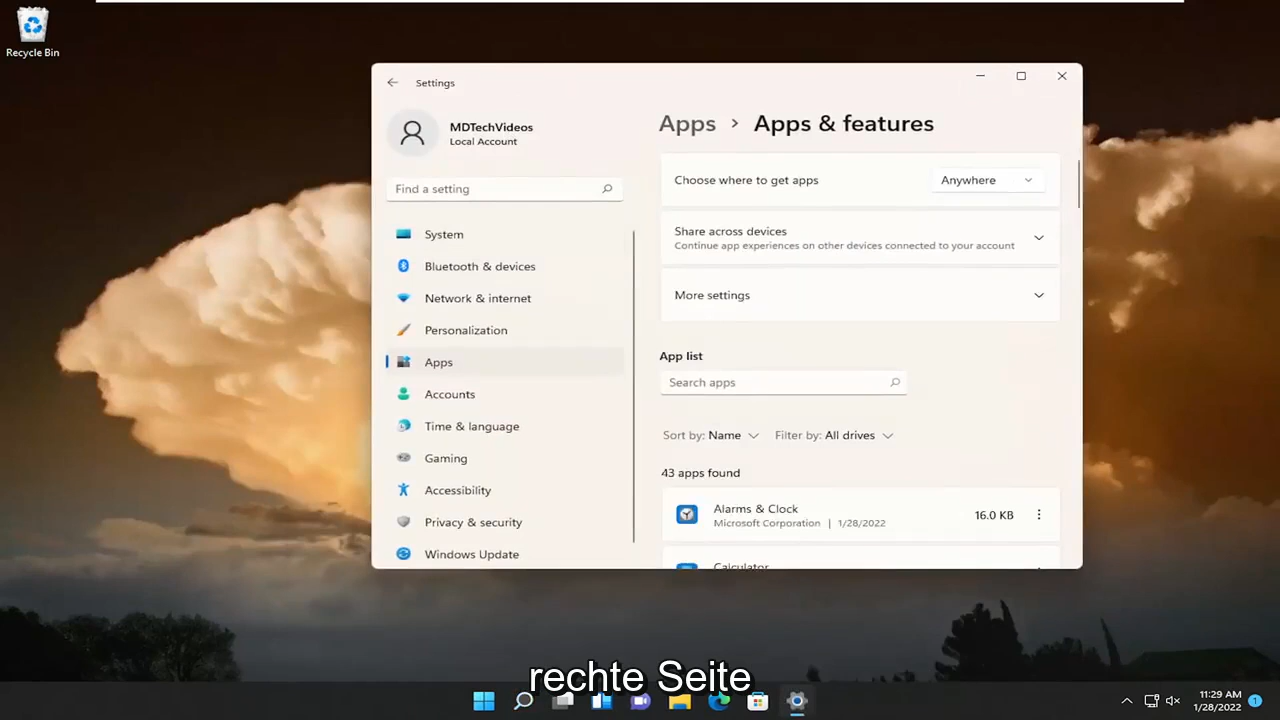 Recycle Bin
Settings
MDTechVideos
Local Account
Find a setting
System
Bluetooth & devices
Network & internet
Personalization
Apps
Accounts
Time & language
Gaming
Accessibility
Privacy & security
Windows Update
Apps > Apps & features
Choose where to get apps
Anywhere
Share across devices
Continue app experiences on other devices connected to your account
More settings
App list
Search apps
Sort by: Name
Filter by: All drives
43 apps found
Alarms & Clock
Microsoft Corporation | 1/28/2022
16.0 KB
Calculator
rechte Seite
11:29 AM
1/28/2022
1